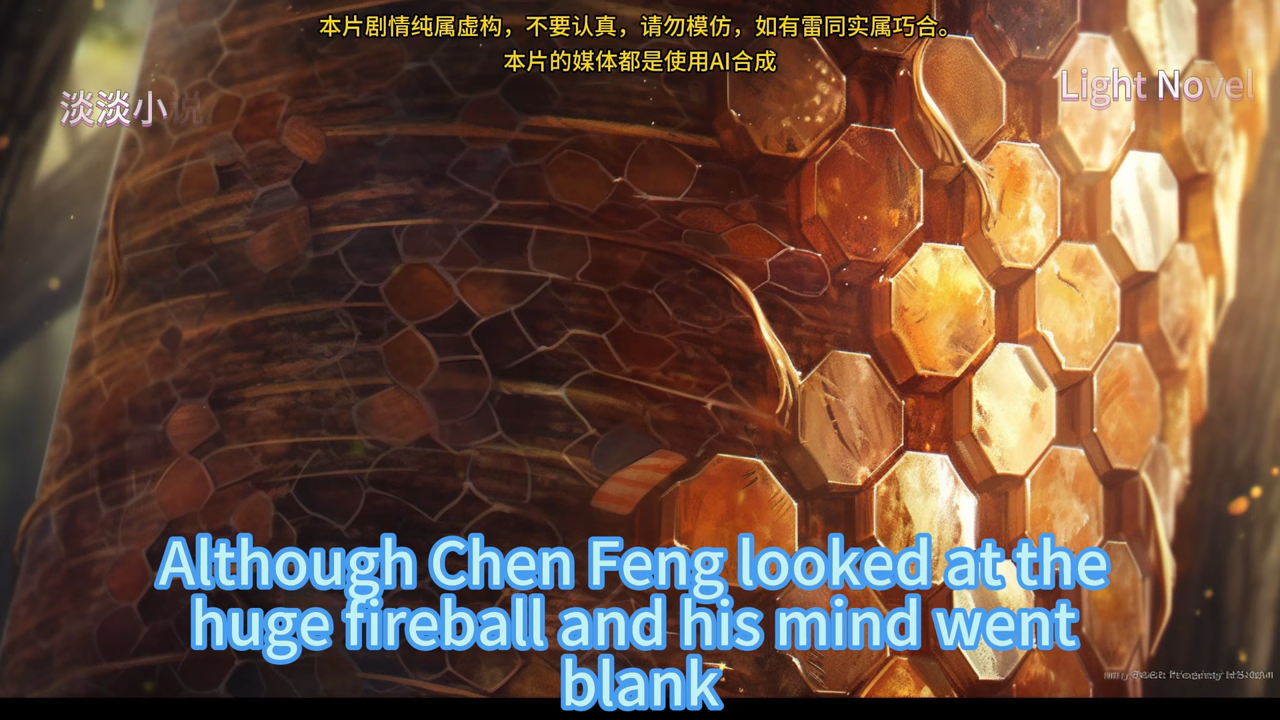 本片剧情纯属虚构，不要认真，请勿模仿，如有雷同实属巧合。
本片的媒体都是使用AI合成
淡淡小说
Light Novel
Although Chen Feng looked at the
huge fireball and his mind went
blank